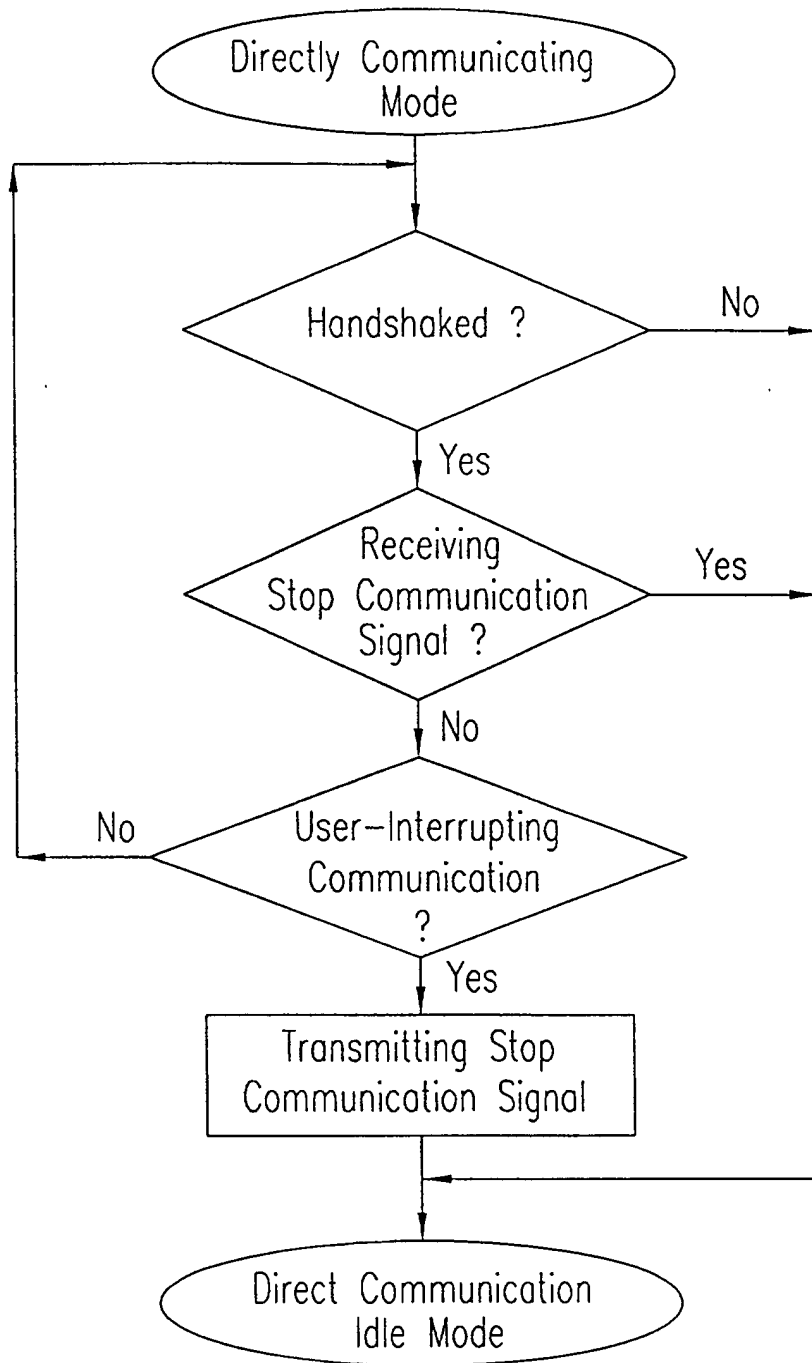 Directly Communicating
Mode
Handshaked ?
No
Yes
Receiving
Stop Communication
Signal ?
Yes
No
User-Interrupting
Communication
?
No
Yes
Transmitting Stop
Communication Signal
Direct Communication
Idle Mode